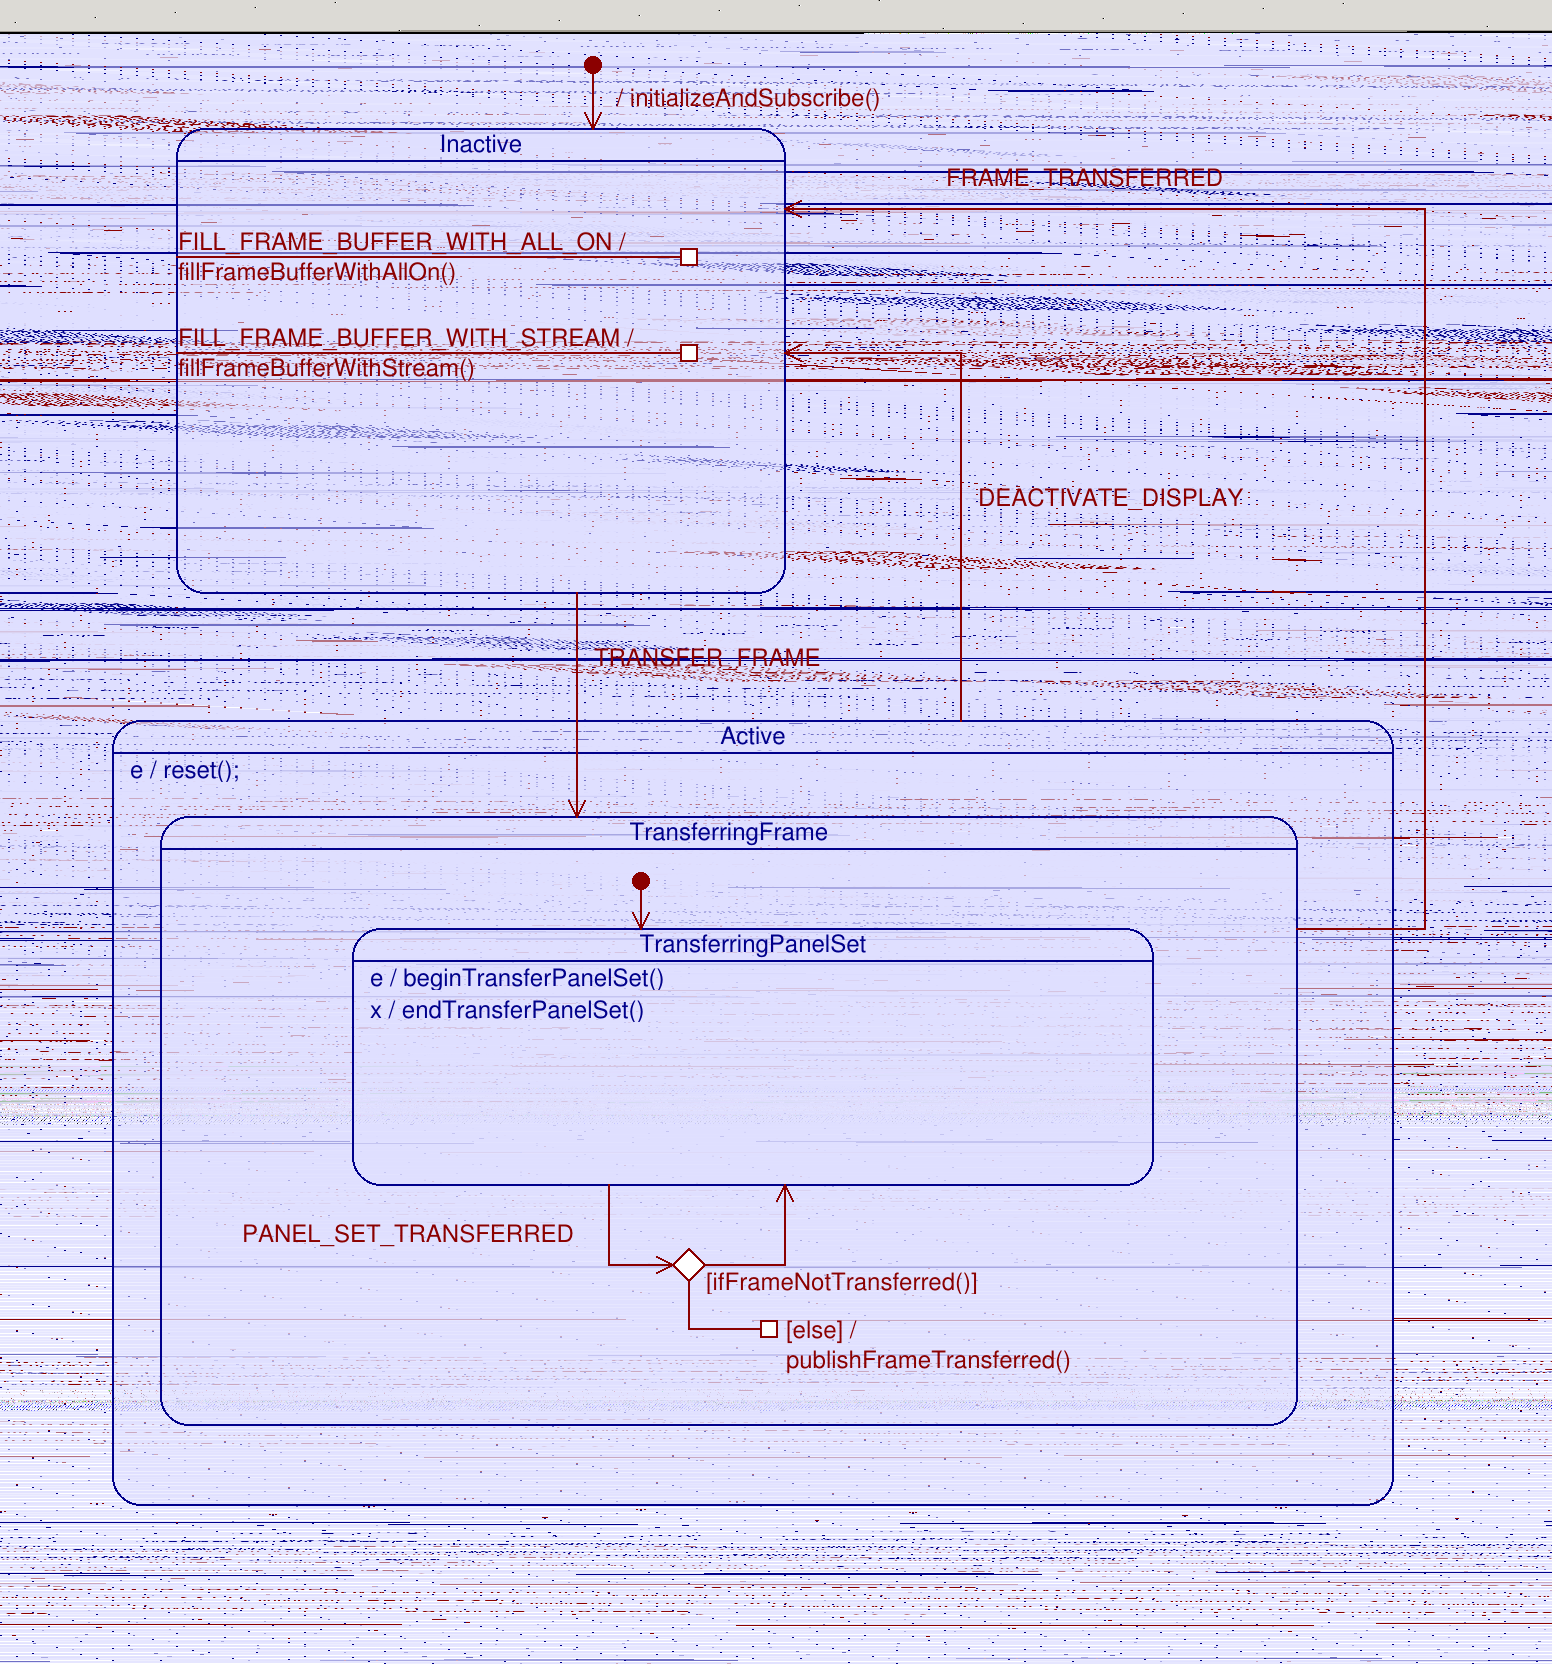 / initializeAndSubscribe()
Inactive
FRAME_TRANSFERRED
FILL_FRAME_BUFFER_WITH_ALL_ON /
fillFrameBufferWithAllOn()
FILL_FRAME_BUFFER_WITH_STREAM /
fillFrameBufferWithStream()
DEACTIVATE_DISPLAY
TRANSFER_FRAME
Active
e / reset();
TransferringFrame
TransferringPanelSet
e / beginTransferPanelSet()
x / endTransferPanelSet()
PANEL_SET_TRANSFERRED
[ifFrameNotTransferred()]
[else] /
publishFrameTransferred()